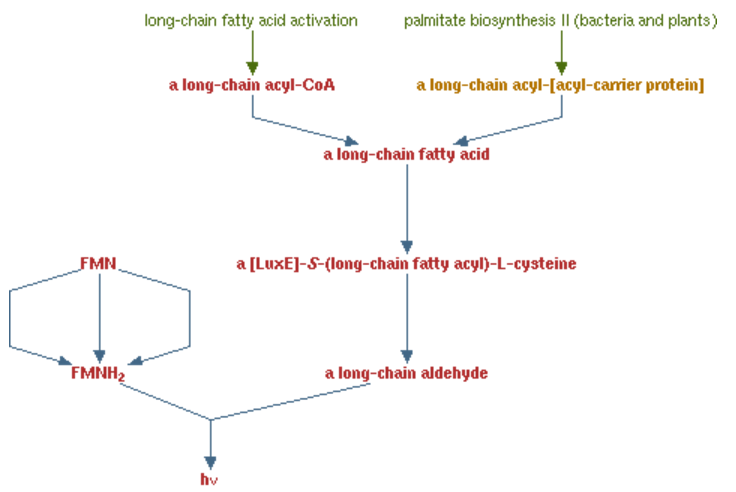 long-chain fatty acid activation
palmitate biosynthesis II (bacteria and plants)
a long-chain acyl-CoA
a long-chain acyl-[acyl-carrier protein]
a long-chain fatty acid
FMN
a [LuxE]-S-(long-chain fatty acyl)-L-cysteine
FMNH₂
a long-chain aldehyde
hν